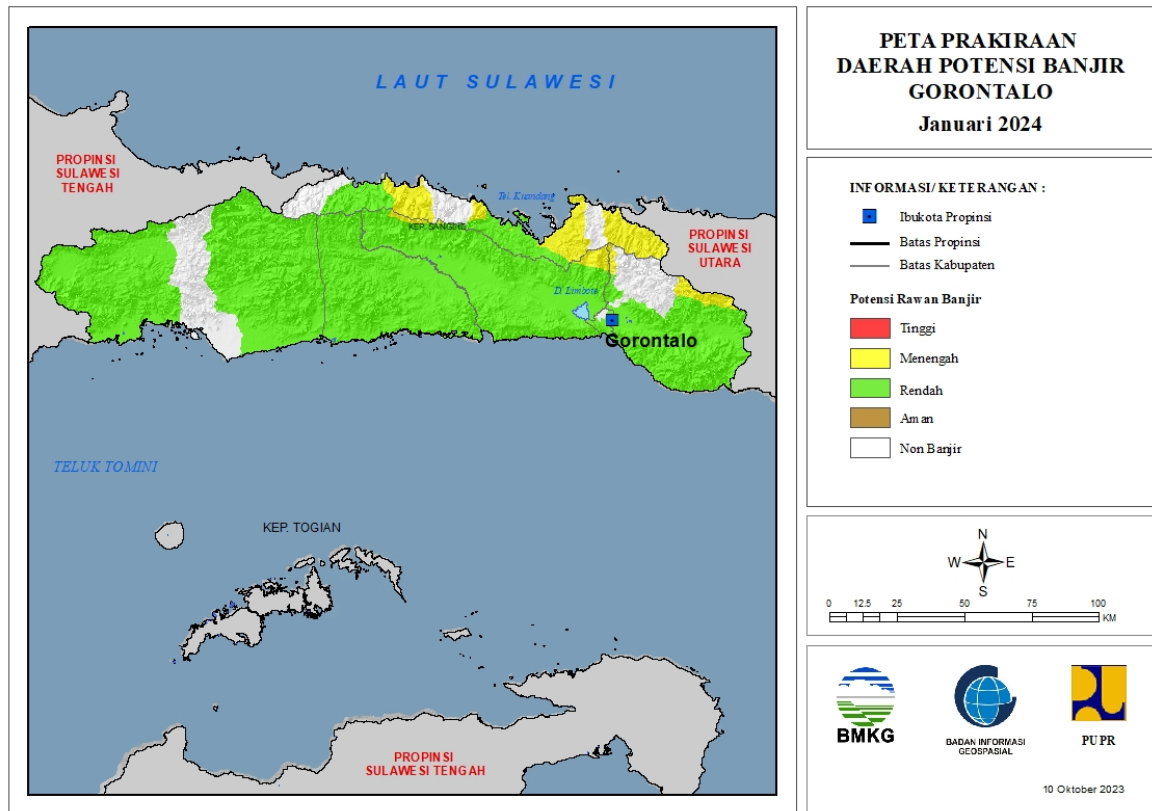 LAUT SULAWESI
PROPINSI
SULAWESI
TENGAH
Tel. Kwandang
KEP. SANGIHE
PROPINSI
SULAWESI
UTARA
D. Limboto
Gorontalo
TELUK TOMINI
KEP. TOGIAN
PROPINSI
SULAWESI TENGAH
PETA PRAKIRAAN
DAERAH POTENSI BANJIR
GORONTALO
Januari 2024
INFORMASI/ KETERANGAN :
Ibukota Propinsi
Batas Propinsi
Batas Kabupaten
Potensi Rawan Banjir
Tinggi
Menengah
Rendah
Aman
Non Banjir
N
W E
S
0 12.5 25 50 75 100
KM
BMKG
BADAN INFORMASI
GEOSPASIAL
PUPR
10 Oktober 2023